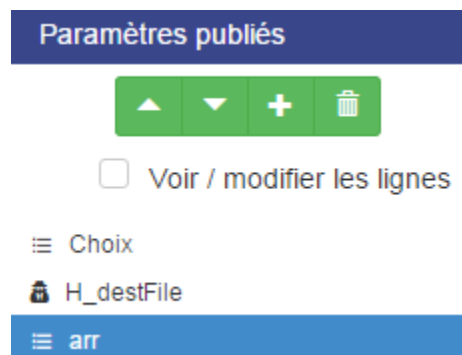 Paramètres publiés
Voir / modifier les lignes
Choix
H_destFile
arr